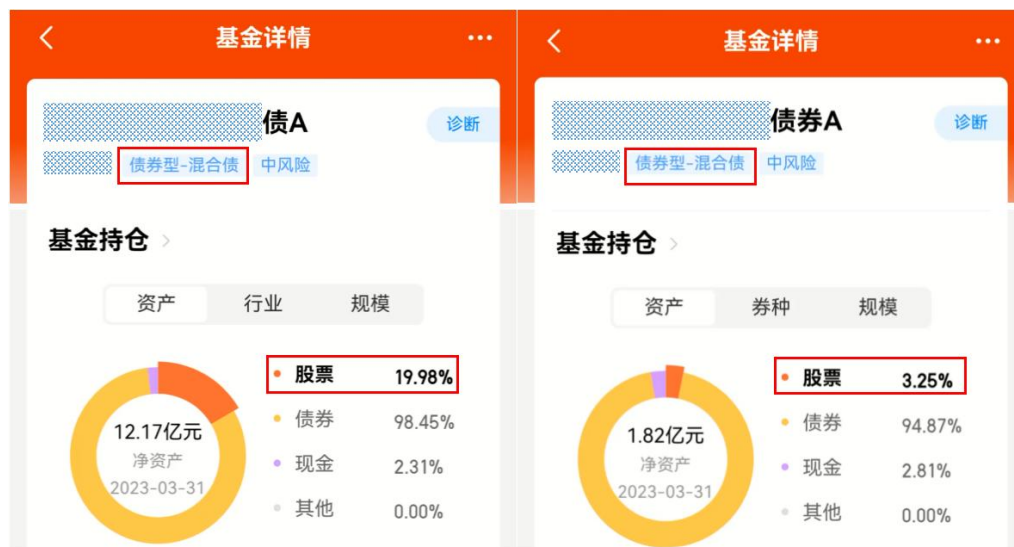 基金详情
债A
诊断
债券型-混合债
中风险
基金持仓
资产
行业
规模
股票 19.98%
债券 98.45%
现金 2.31%
其他 0.00%
12.17亿元
净资产
2023-03-31
基金详情
债券A
诊断
债券型-混合债
中风险
基金持仓
资产
券种
规模
股票 3.25%
债券 94.87%
现金 2.81%
其他 0.00%
1.82亿元
净资产
2023-03-31